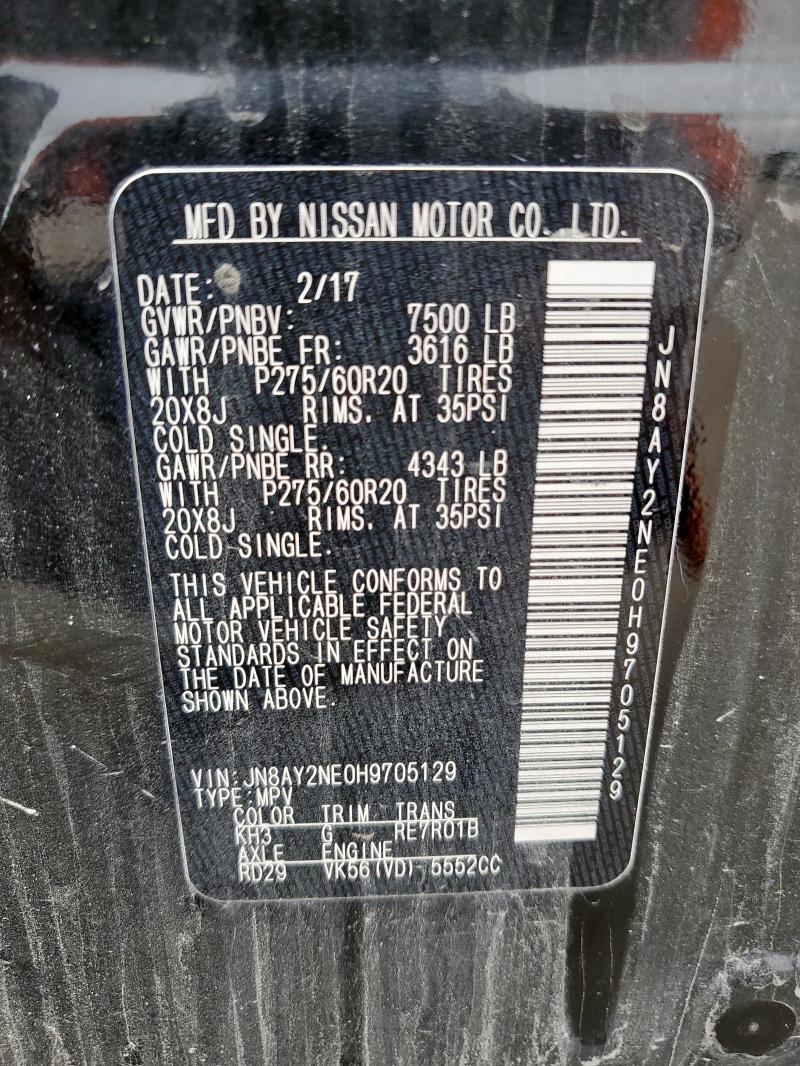 MFD BY NISSAN MOTOR CO. LTD.
DATE: 2/17
GVWR/PNBV: 7500 LB
GAWR/PNBE FR: 3616 LB
WITH P275/60R20 TIRES
20X8J RIMS. AT 35PSI
COLD SINGLE.
GAWR/PNBE RR: 4343 LB
WITH P275/60R20 TIRES
20X8J RIMS. AT 35PSI
COLD SINGLE.
THIS VEHICLE CONFORMS TO
ALL APPLICABLE FEDERAL
MOTOR VEHICLE SAFETY
STANDARDS IN EFFECT ON
THE DATE OF MANUFACTURE
SHOWN ABOVE.
VIN:JN8AY2NE0H9705129
TYPE:MPV
COLOR TRIM TRANS
KH3 G RE7R01B
AXLE ENGINE
RD29 VK56(VD) 5552CC
JN8AY2NE0H9705129